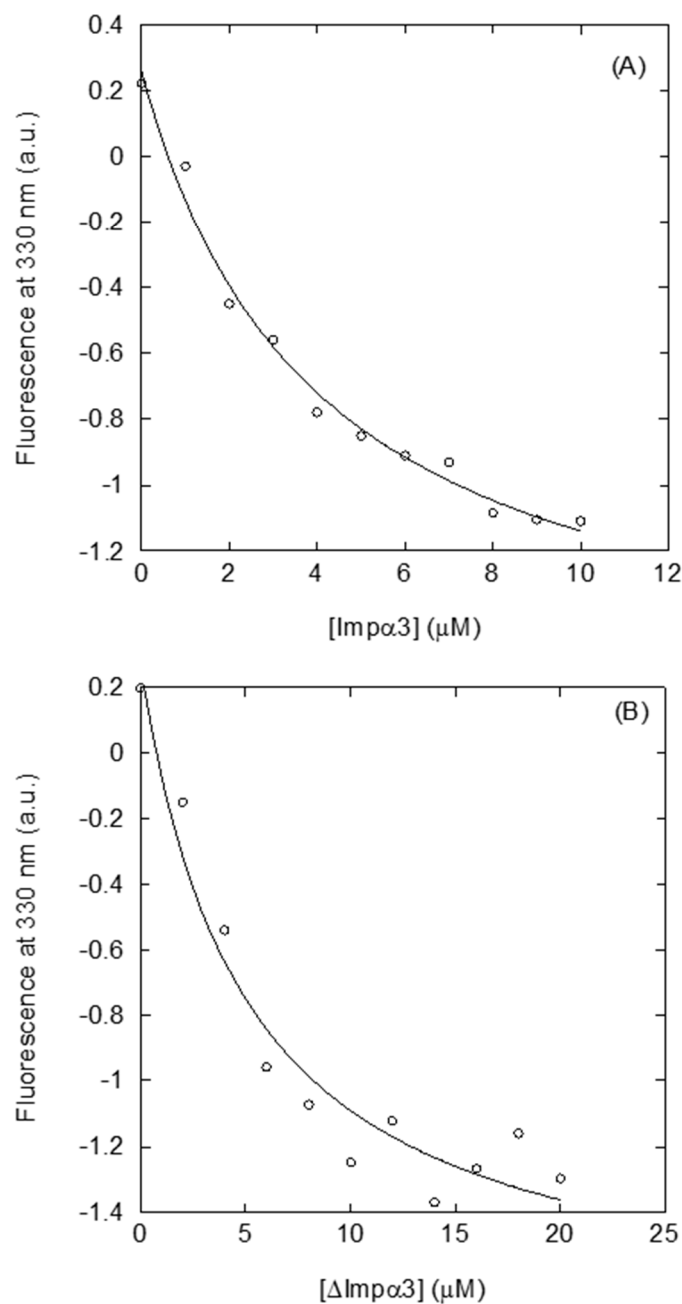 (A)
Fluorescence at 330 nm (a.u.)
0.4
0.2
0
-0.2
-0.4
-0.6
-0.8
-1
-1.2
0 2 4 6 8 10 12
[Impα3] (μM)
(B)
Fluorescence at 330 nm (a.u.)
0.2
0
-0.2
-0.4
-0.6
-0.8
-1
-1.2
-1.4
0 5 10 15 20 25
[ΔImpα3] (μM)